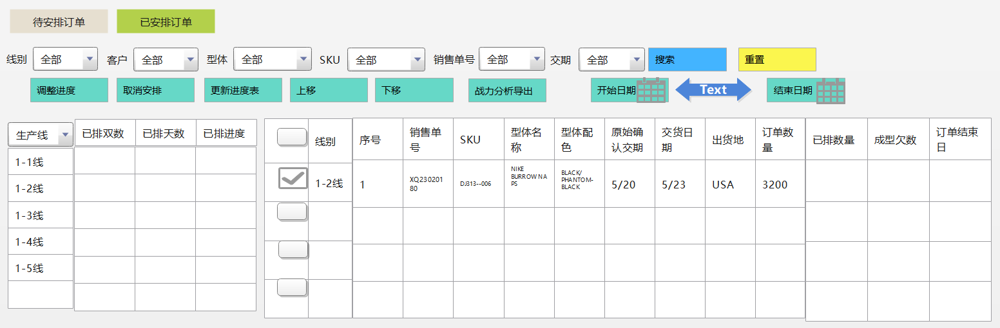 待安排订单 已安排订单
线别 全部 客户 全部 型体 全部 SKU 全部 销售单号 全部 交期 全部 搜索 重置
调整进度 取消安排 更新进度表 上移 下移 战力分析导出 开始日期 Text 结束日期
生产线 已排双数 已排天数 已排进度
1-1线
1-2线
1-3线
1-4线
1-5线
线别 序号 销售单
号 SKU 型体名
称 型体配
色 原始确
认交期 交货日
期 出货地 订单数
量 已排数量 成型欠数 订单结束
日
1-2线 1 XQ230201
80 DJ313--006 NIKE
BURROW NA
PS BLACK/
PHANTOM-
BLACK 5/20 5/23 USA 3200